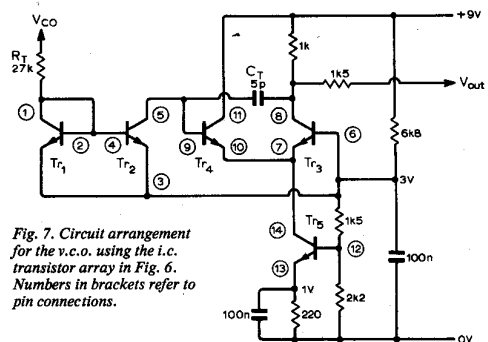 VCO
+9V
RT
27k
1k
CT
5p
1k5
Vout
1
5
11
8
6
6k8
2
4
9
10
7
Tr1
Tr2
Tr4
Tr3
3
3V
Tr5
1k5
14
12
100n
13
1V
100n
220
2k2
0V
Fig. 7. Circuit arrangement
for the v.c.o. using the i.c.
transistor array in Fig. 6.
Numbers in brackets refer to
pin connections.